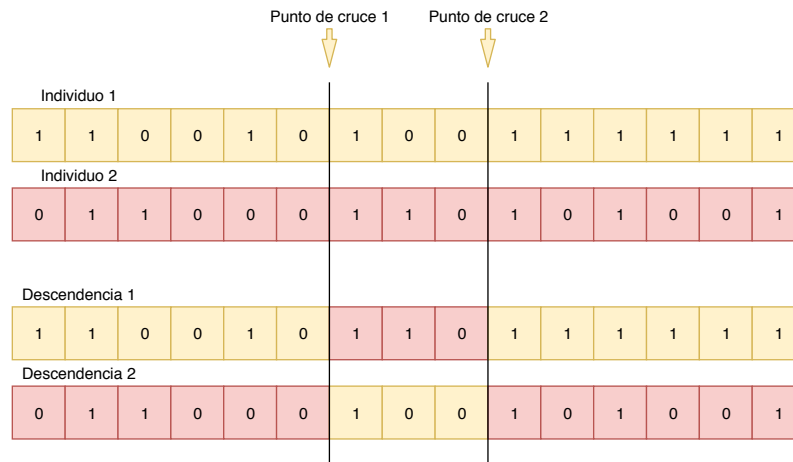 Punto de cruce 1 Punto de cruce 2
Individuo 1
1 1 0 0 1 0 1 0 0 1 1 1 1 1 1
Individuo 2
0 1 1 0 0 0 1 1 0 1 0 1 0 0 1
Descendencia 1
1 1 0 0 1 0 1 1 0 1 1 1 1 1 1
Descendencia 2
0 1 1 0 0 0 1 0 0 1 0 1 0 0 1